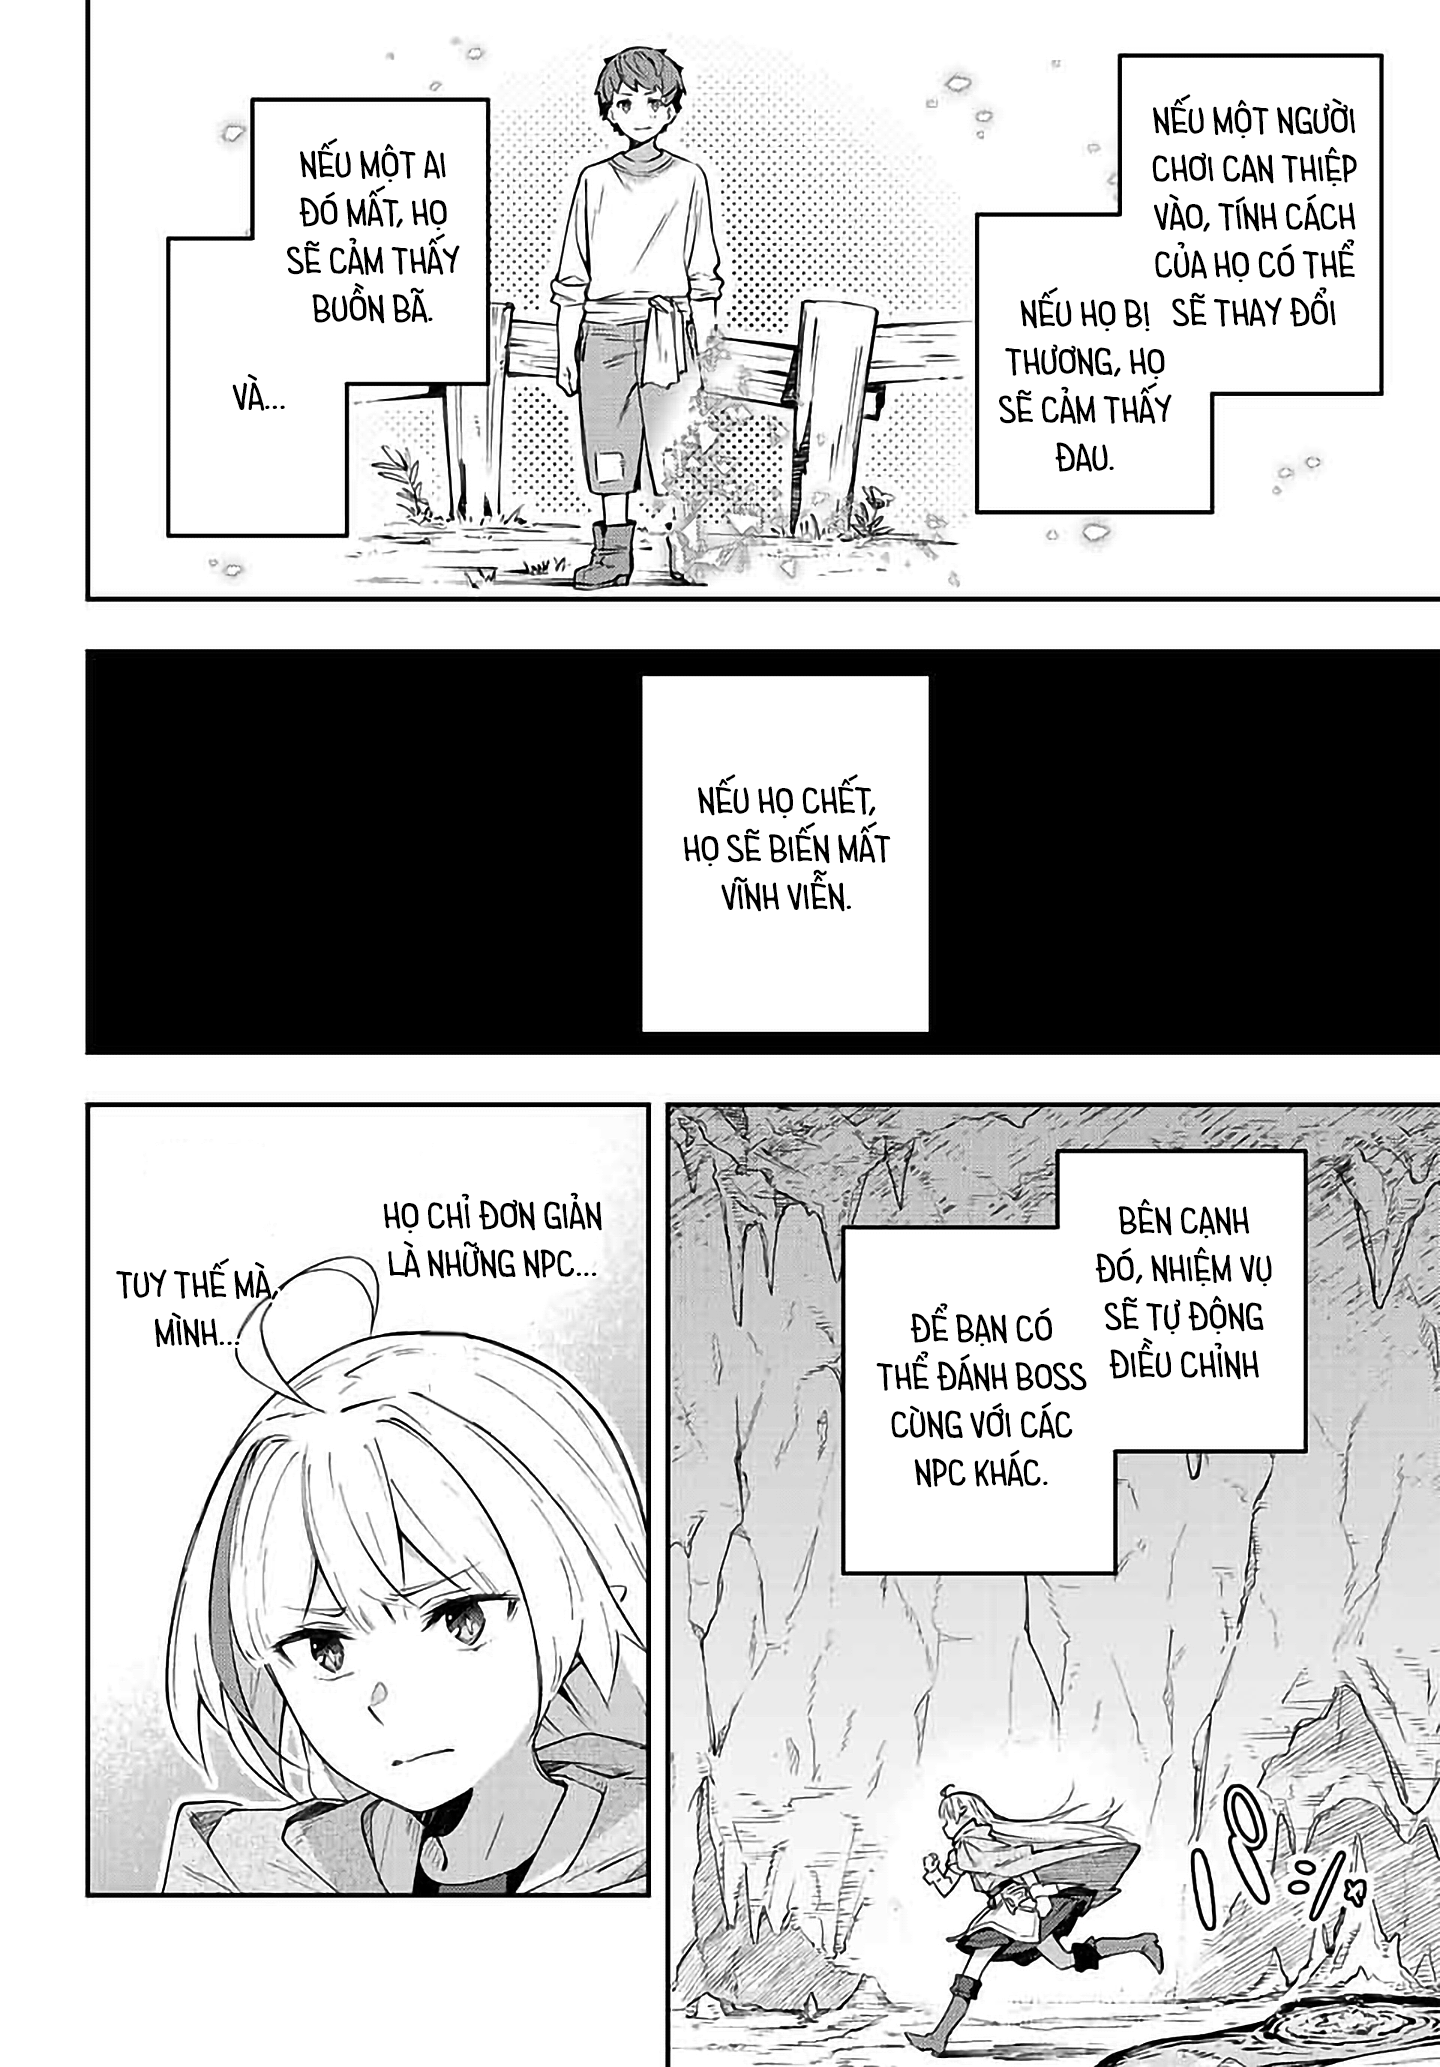 NẾU MỘT NGƯỜI
CHƠI CAN THIỆP
VÀO, TÍNH CÁCH
CỦA HỌ CÓ THỂ
SẼ THAY ĐỔI
NẾU HỌ BỊ
THƯƠNG, HỌ
SẼ CẢM THẤY
ĐAU.
NẾU MỘT AI
ĐÓ MẤT, HỌ
SẼ CẢM THẤY
BUỒN BÃ.
VÀ...
NẾU HỌ CHẾT,
HỌ SẼ BIẾN MẤT
VĨNH VIỄN.
BÊN CẠNH
ĐÓ, NHIỆM VỤ
SẼ TỰ ĐỘNG
ĐIỀU CHỈNH
ĐỂ BẠN CÓ
THỂ ĐÁNH BOSS
CÙNG VỚI CÁC
NPC KHÁC.
パシ
HỌ CHỈ ĐƠN GIẢN
LÀ NHỮNG NPC...
TUY THẾ MÀ,
MÌNH...